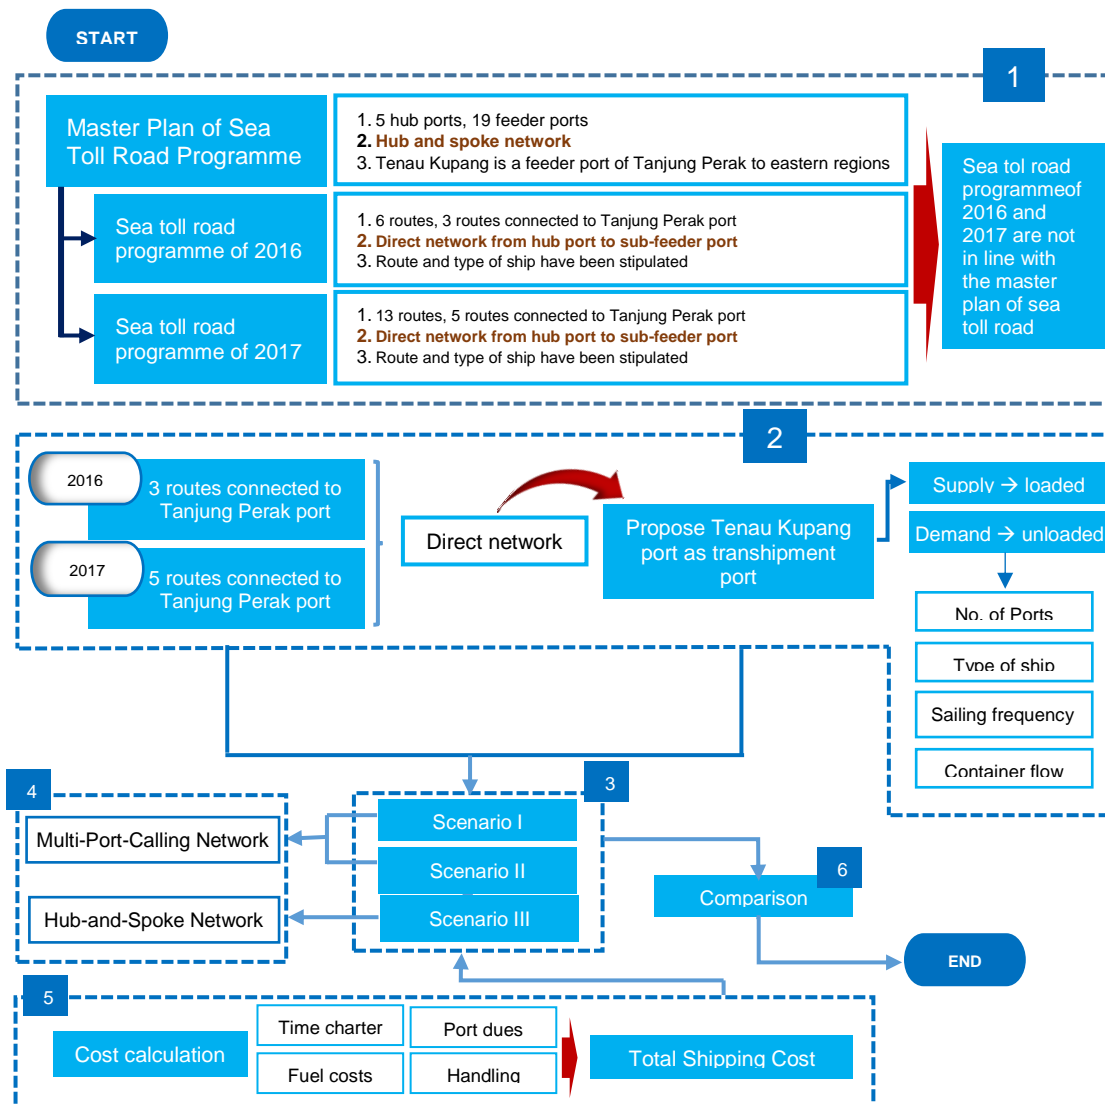 START
1
Master Plan of Sea
Toll Road Programme
1. 5 hub ports, 19 feeder ports
2. Hub and spoke network
3. Tenau Kupang is a feeder port of Tanjung Perak to eastern regions
Sea toll road
programme of 2016
1. 6 routes, 3 routes connected to Tanjung Perak port
2. Direct network from hub port to sub-feeder port
3. Route and type of ship have been stipulated
Sea toll road
programme of 2017
1. 13 routes, 5 routes connected to Tanjung Perak port
2. Direct network from hub port to sub-feeder port
3. Route and type of ship have been stipulated
Sea tol road
programmeof
2016 and
2017 are not
in line with
the master
plan of sea
toll road
2
2016
3 routes connected to
Tanjung Perak port
2017
5 routes connected to
Tanjung Perak port
Direct network
Propose Tenau Kupang
port as transhipment
port
Supply → loaded
Demand → unloaded
No. of Ports
Type of ship
Sailing frequency
Container flow
4
Multi-Port-Calling Network
Hub-and-Spoke Network
3
Scenario I
Scenario II
Scenario III
6
Comparison
END
5
Cost calculation
Time charter
Port dues
Fuel costs
Handling
Total Shipping Cost